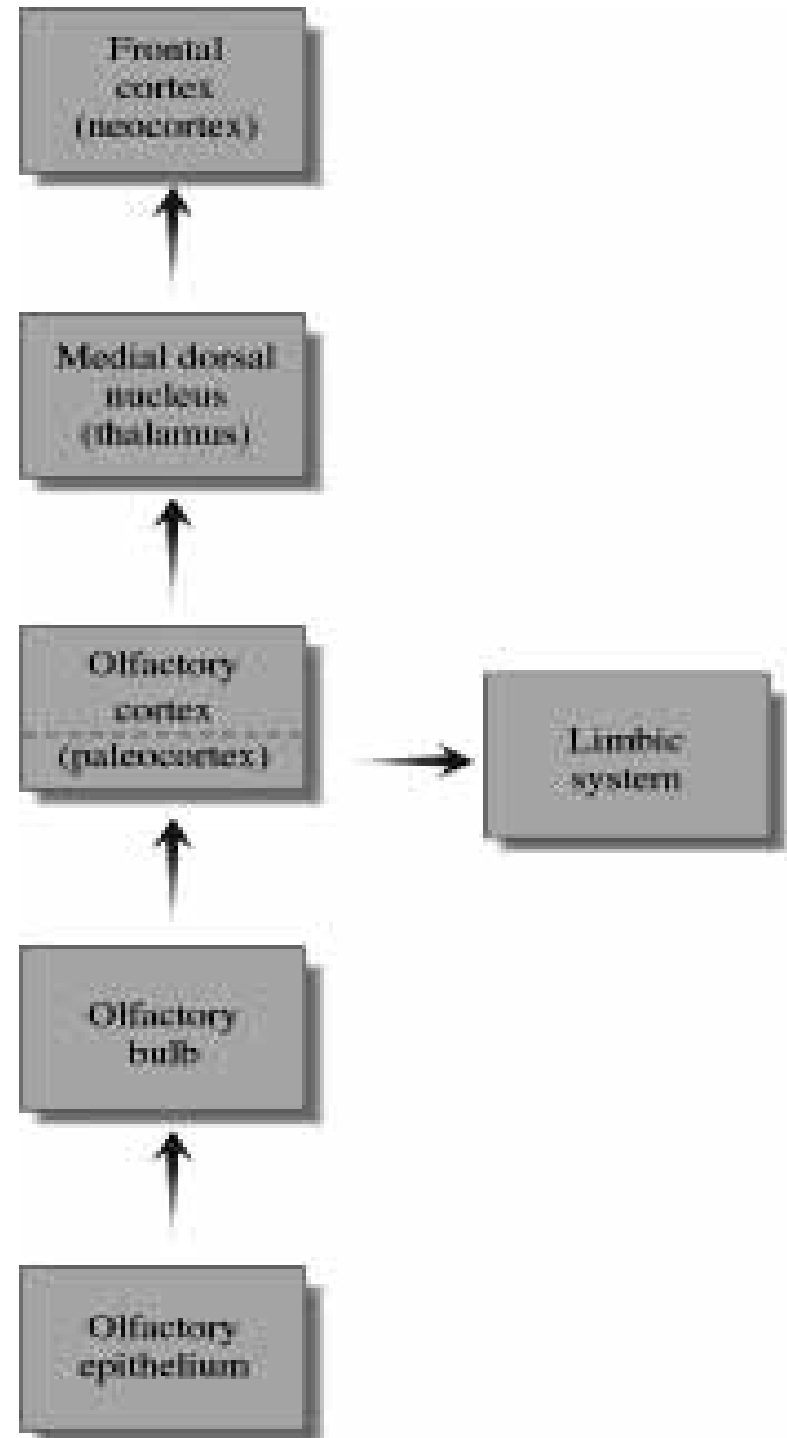 Frontal
cortex
(neocortex)
Medial dorsal
nucleus
(thalamus)
Olfactory
cortex
(paleocortex)
Limbic
system
Olfactory
bulb
Olfactory
epithelium